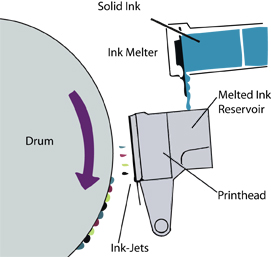 Solid Ink
Ink Melter
Melted Ink
Reservoir
Drum
Printhead
Ink-Jets